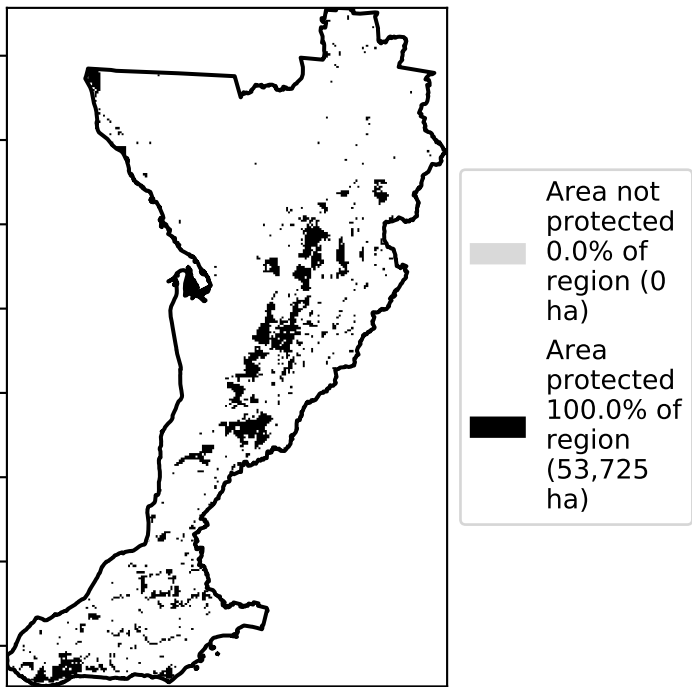 Area not
protected
0.0% of
region (0
ha)
Area
protected
100.0% of
region
(53,725
ha)